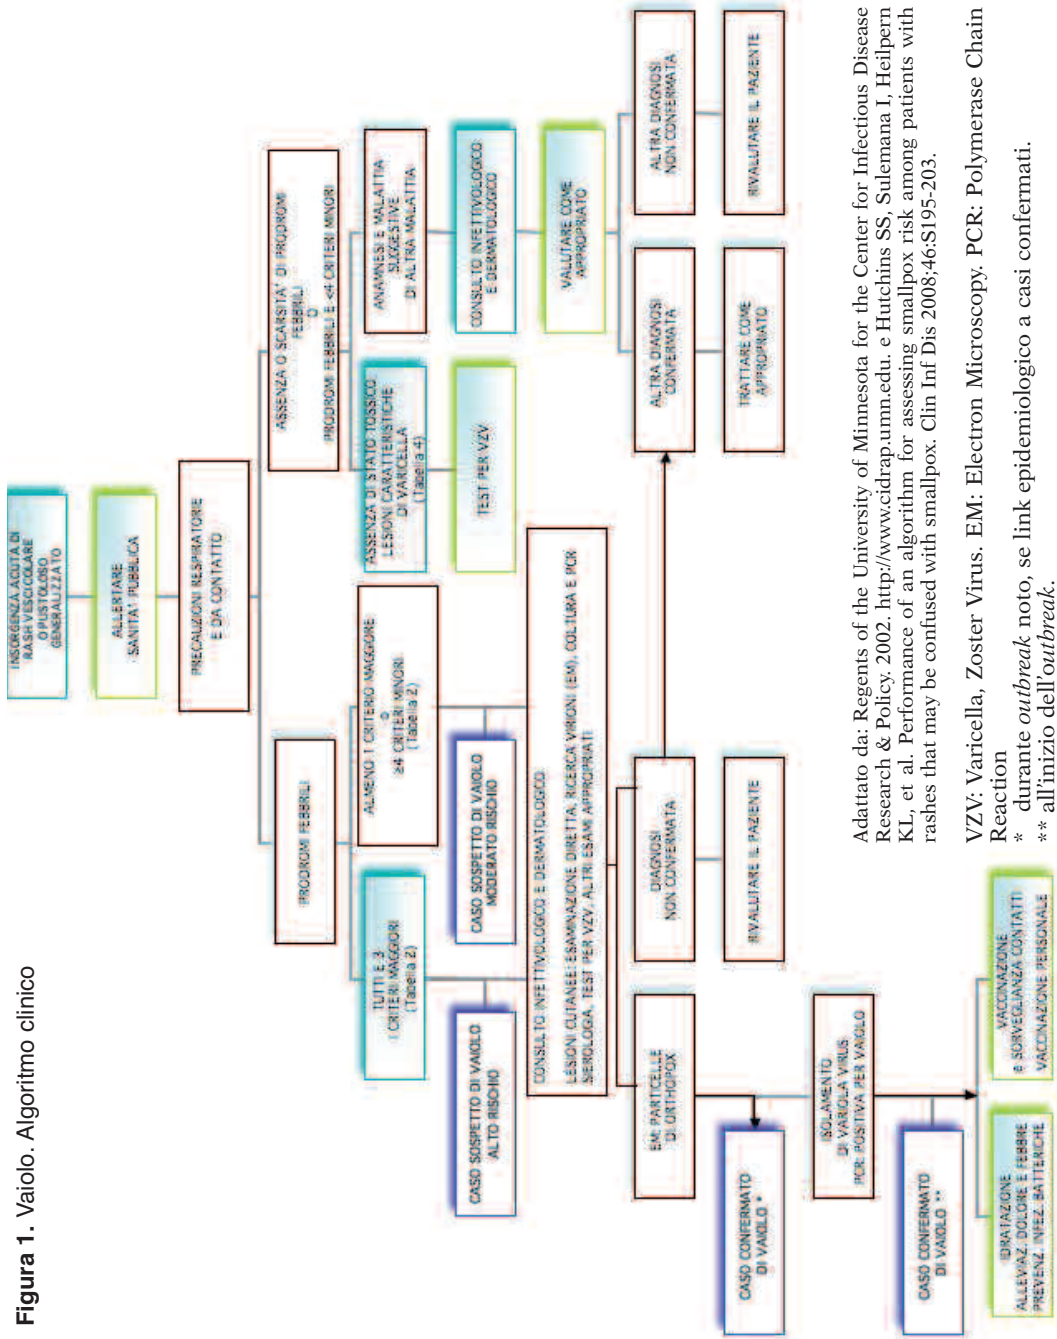 Figura 1. Vaiolo. Algoritmo clinico
INSORGENZA ACUTA DI
RASH VESCICOLARE
O PUSTOLOSO
GENERALIZZATO
ALLERTARE
SANITA' PUBBLICA
PRECAUZIONI RESPIRATORIE
E DA CONTATTO
PRODROMI FEBBRILI
ASSENZA O SCARSITA' DI PRODROMI
FEBBRILI
O
PRODROMI FEBBRILI E <4 CRITERI MINORI
TUTTI E 3
I CRITERI MAGGIORI
(Tabella 2)
ALMENO 1 CRITERIO MAGGIORE
O
≥4 CRITERI MINORI
(Tabella 2)
ASSENZA DI STATO TOSSICO
LESIONI CARATTERISTICHE
DI VARICELLA
(Tabella 4)
ANAMNESI E MALATTIA
SUGGESTIVE
DI ALTRA MALATTIA
CASO SOSPETTO DI VAIOLO
ALTO RISCHIO
CASO SOSPETTO DI VAIOLO
MODERATO RISCHIO
TEST PER VZV
CONSULTO INFETTIVOLOGICO
E DERMATOLOGICO
CONSULTO INFETTIVOLOGICO E DERMATOLOGICO
LESIONI CUTANEE: ESAMINAZIONE DIRETTA, RICERCA VIRIONI (EM), COLTURA E PCR
SIEROLOGA, TEST PER VZV, ALTRI ESAMI APPROPRIATI
VALUTARE COME
APPROPRIATO
EM: PARTICELLE
DI ORTHOPOX
DIAGNOSI
NON CONFERMATA
ALTRA DIAGNOSI
CONFERMATA
ALTRA DIAGNOSI
NON CONFERMATA
CASO CONFERMATO
DI VAIOLO *
RIVALUTARE IL PAZIENTE
TRATTARE COME
APPROPRIATO
RIVALUTARE IL PAZIENTE
ISOLAMENTO
DI VARIOLA VIRUS
PCR: POSITIVA PER VAIOLO
CASO CONFERMATO
DI VAIOLO **
IDRATAZIONE
ALLEVIAZ. DOLORE E FEBBRE
PREVENZ. INFEZ. BATTERICHE
VACCINAZIONE
e SORVEGLIANZA CONTATTI
VACCINAZIONE PERSONALE
Adattato da: Regents of the University of Minnesota for the Center for Infectious Disease
Research & Policy. 2002. http://www.cidrap.umn.edu. e Hutchins SS, Sulemana I, Heilpern
KL, et al. Performance of an algorithm for assessing smallpox risk among patients with
rashes that may be confused with smallpox. Clin Inf Dis 2008;46:S195-203.
VZV: Varicella, Zoster Virus. EM: Electron Microscopy. PCR: Polymerase Chain
Reaction
* durante outbreak noto, se link epidemiologico a casi confermati.
** all'inizio dell'outbreak.